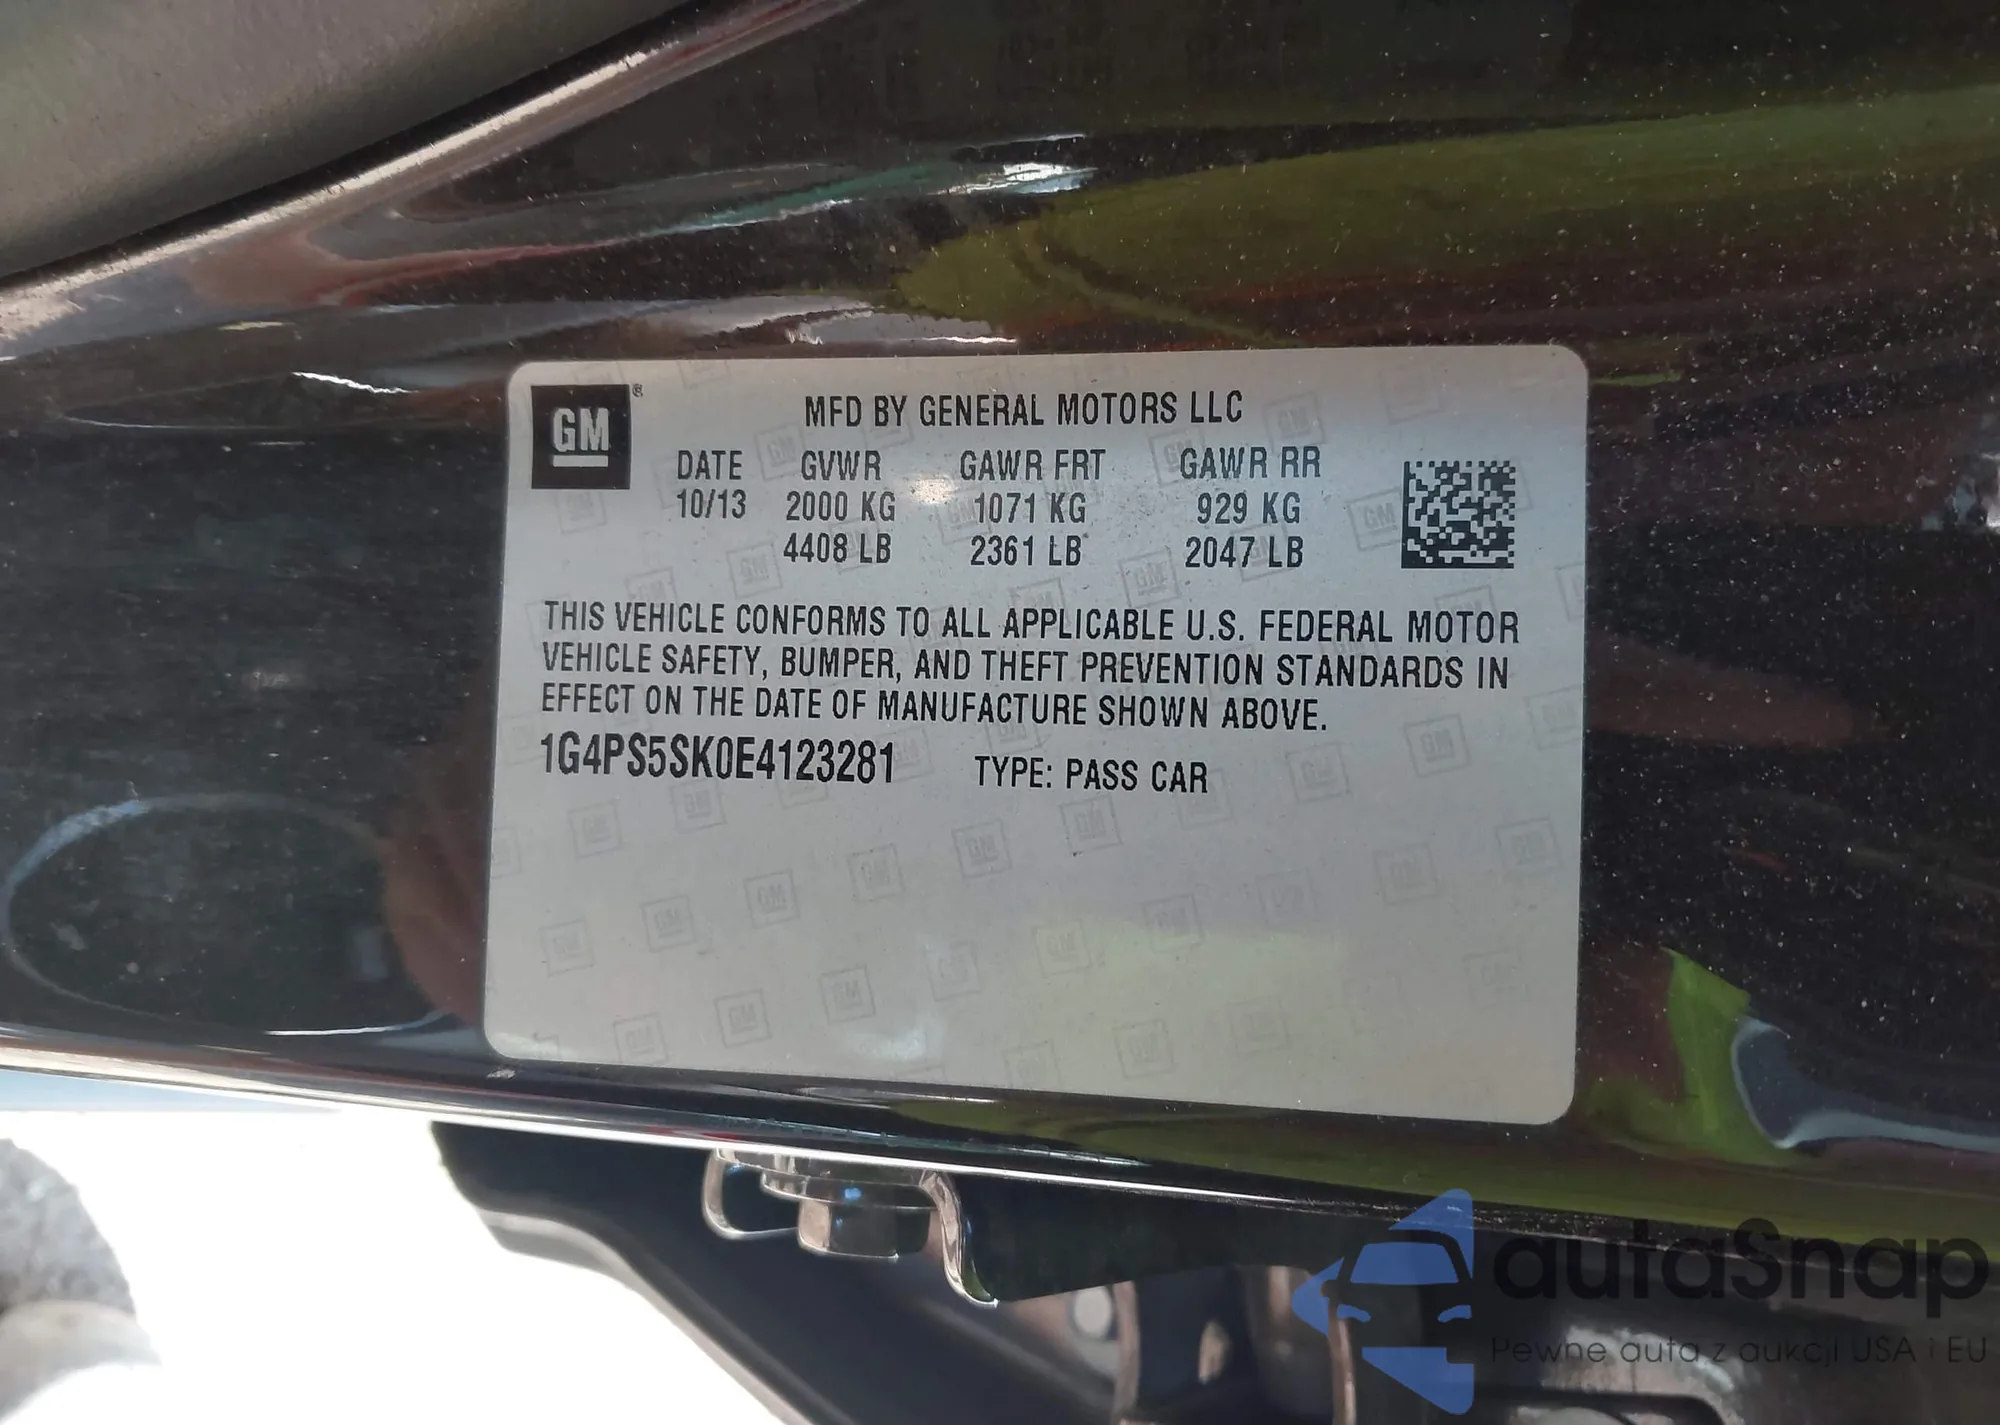 GM ®
MFD BY GENERAL MOTORS LLC
DATE GVWR GAWR FRT GAWR RR
10/13 2000 KG 1071 KG 929 KG
4408 LB 2361 LB 2047 LB
THIS VEHICLE CONFORMS TO ALL APPLICABLE U.S. FEDERAL MOTOR
VEHICLE SAFETY, BUMPER, AND THEFT PREVENTION STANDARDS IN
EFFECT ON THE DATE OF MANUFACTURE SHOWN ABOVE.
1G4PS5SK0E4123281 TYPE: PASS CAR
autaSnap
Pewne auta z aukcji USA i EU